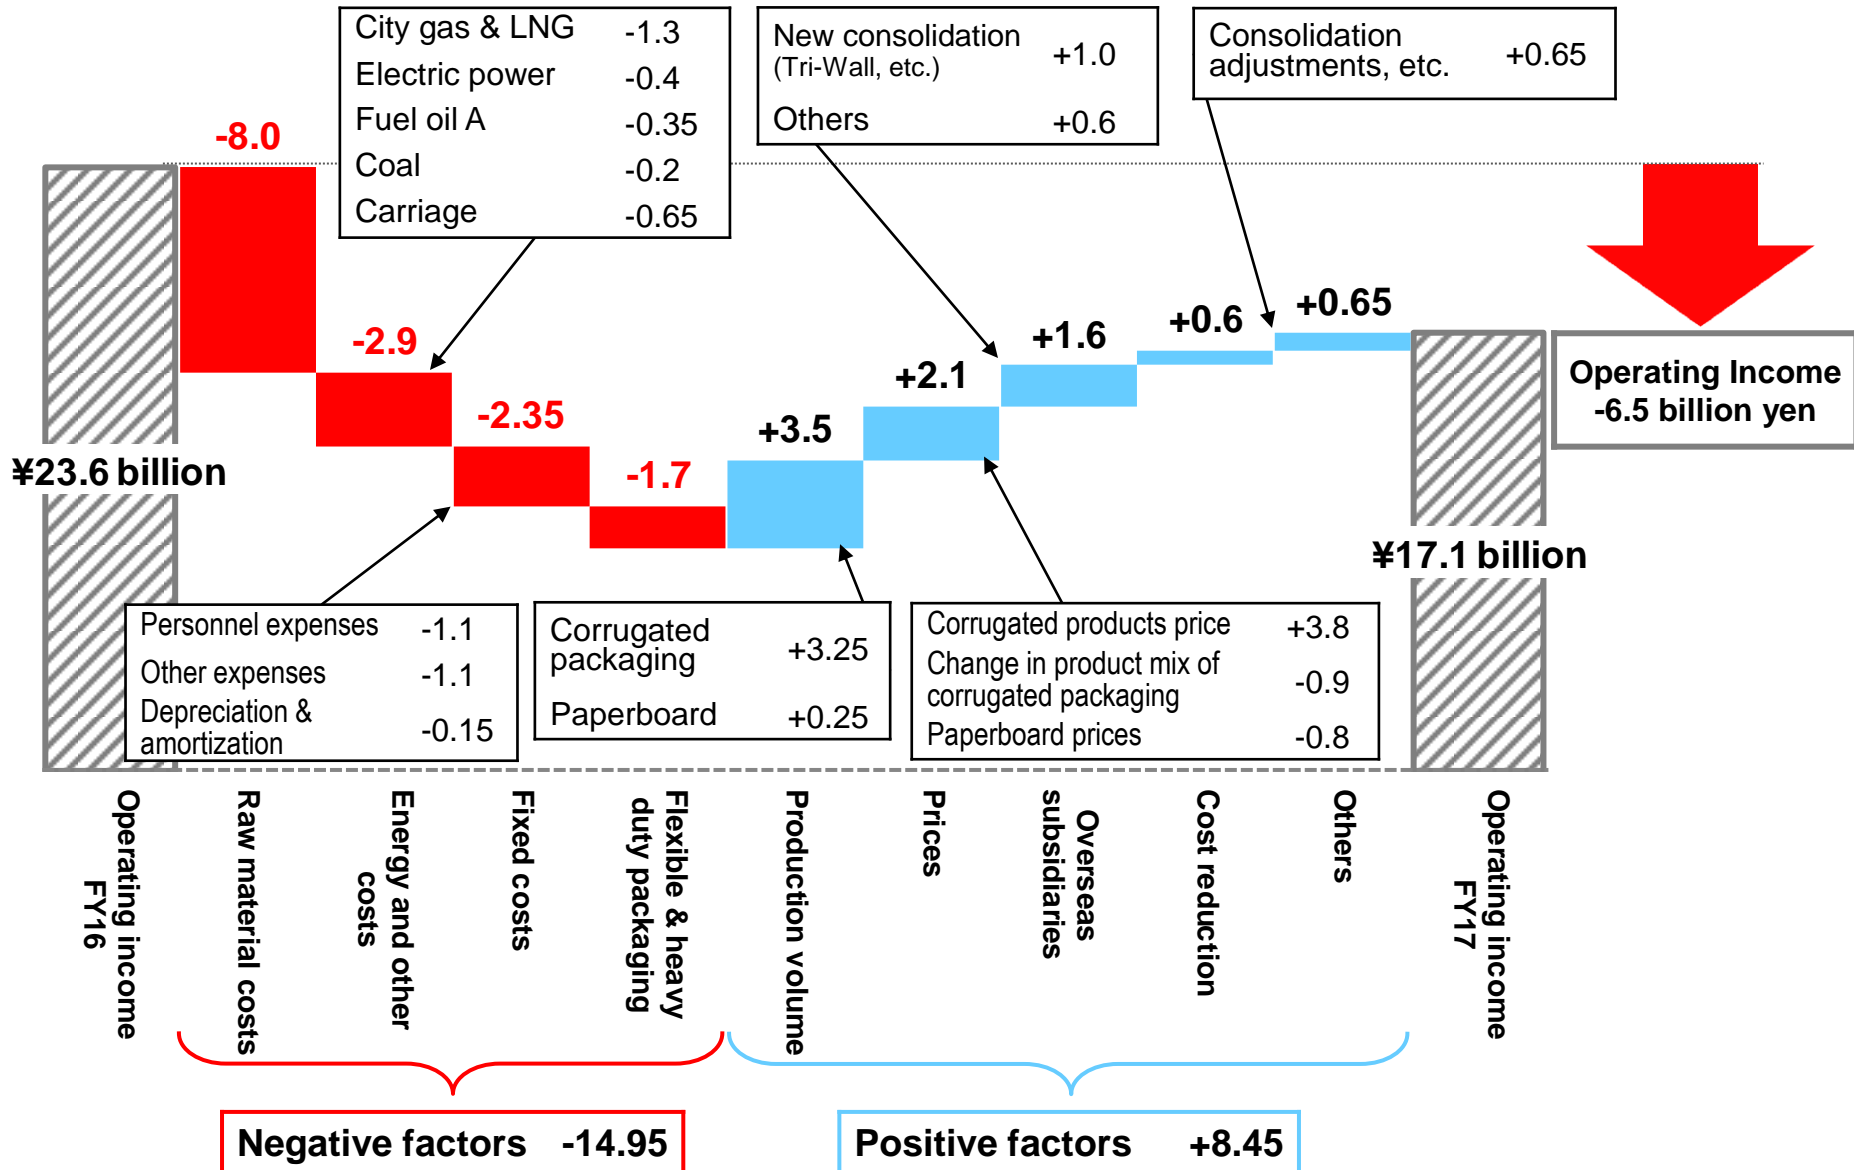 City gas & LNG -1.3
Electric power -0.4
Fuel oil A -0.35
Coal -0.2
Carriage -0.65
New consolidation
(Tri-Wall, etc.) +1.0
Others +0.6
Consolidation
adjustments, etc. +0.65
-8.0
-2.9
-2.35
-1.7
+3.5
+2.1
+1.6
+0.6
+0.65
Operating Income
-6.5 billion yen
¥23.6 billion
¥17.1 billion
Personnel expenses -1.1
Other expenses -1.1
Depreciation &
amortization -0.15
Corrugated
packaging +3.25
Paperboard +0.25
Corrugated products price +3.8
Change in product mix of
corrugated packaging -0.9
Paperboard prices -0.8
Operating income
FY16
Raw material costs
Energy and other
costs
Fixed costs
Flexible & heavy
duty packaging
Production volume
Prices
Overseas
subsidiaries
Cost reduction
Others
Operating income
FY17
Negative factors -14.95
Positive factors +8.45